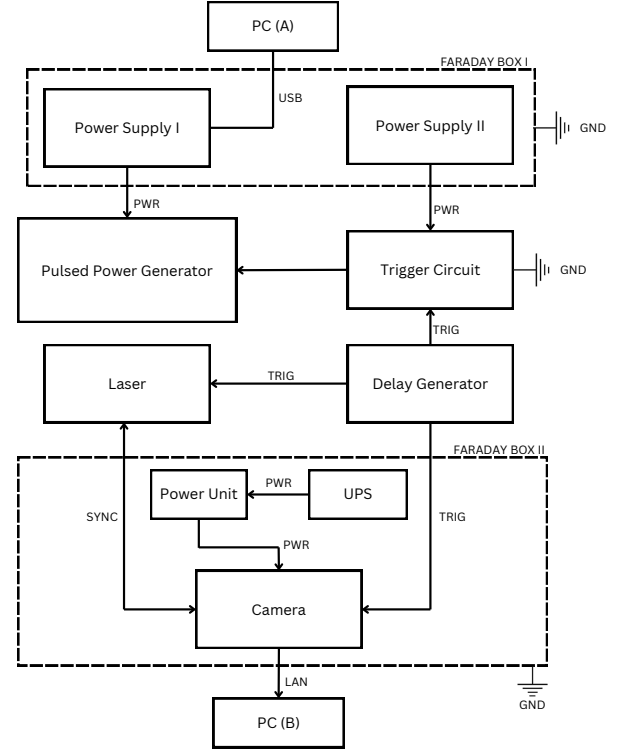 PC (A)
FARADAY BOX I
USB
Power Supply I
Power Supply II
GND
PWR
PWR
Pulsed Power Generator
Trigger Circuit
GND
TRIG
Laser
TRIG
Delay Generator
FARADAY BOX II
Power Unit
PWR
UPS
SYNC
TRIG
PWR
Camera
LAN
GND
PC (B)